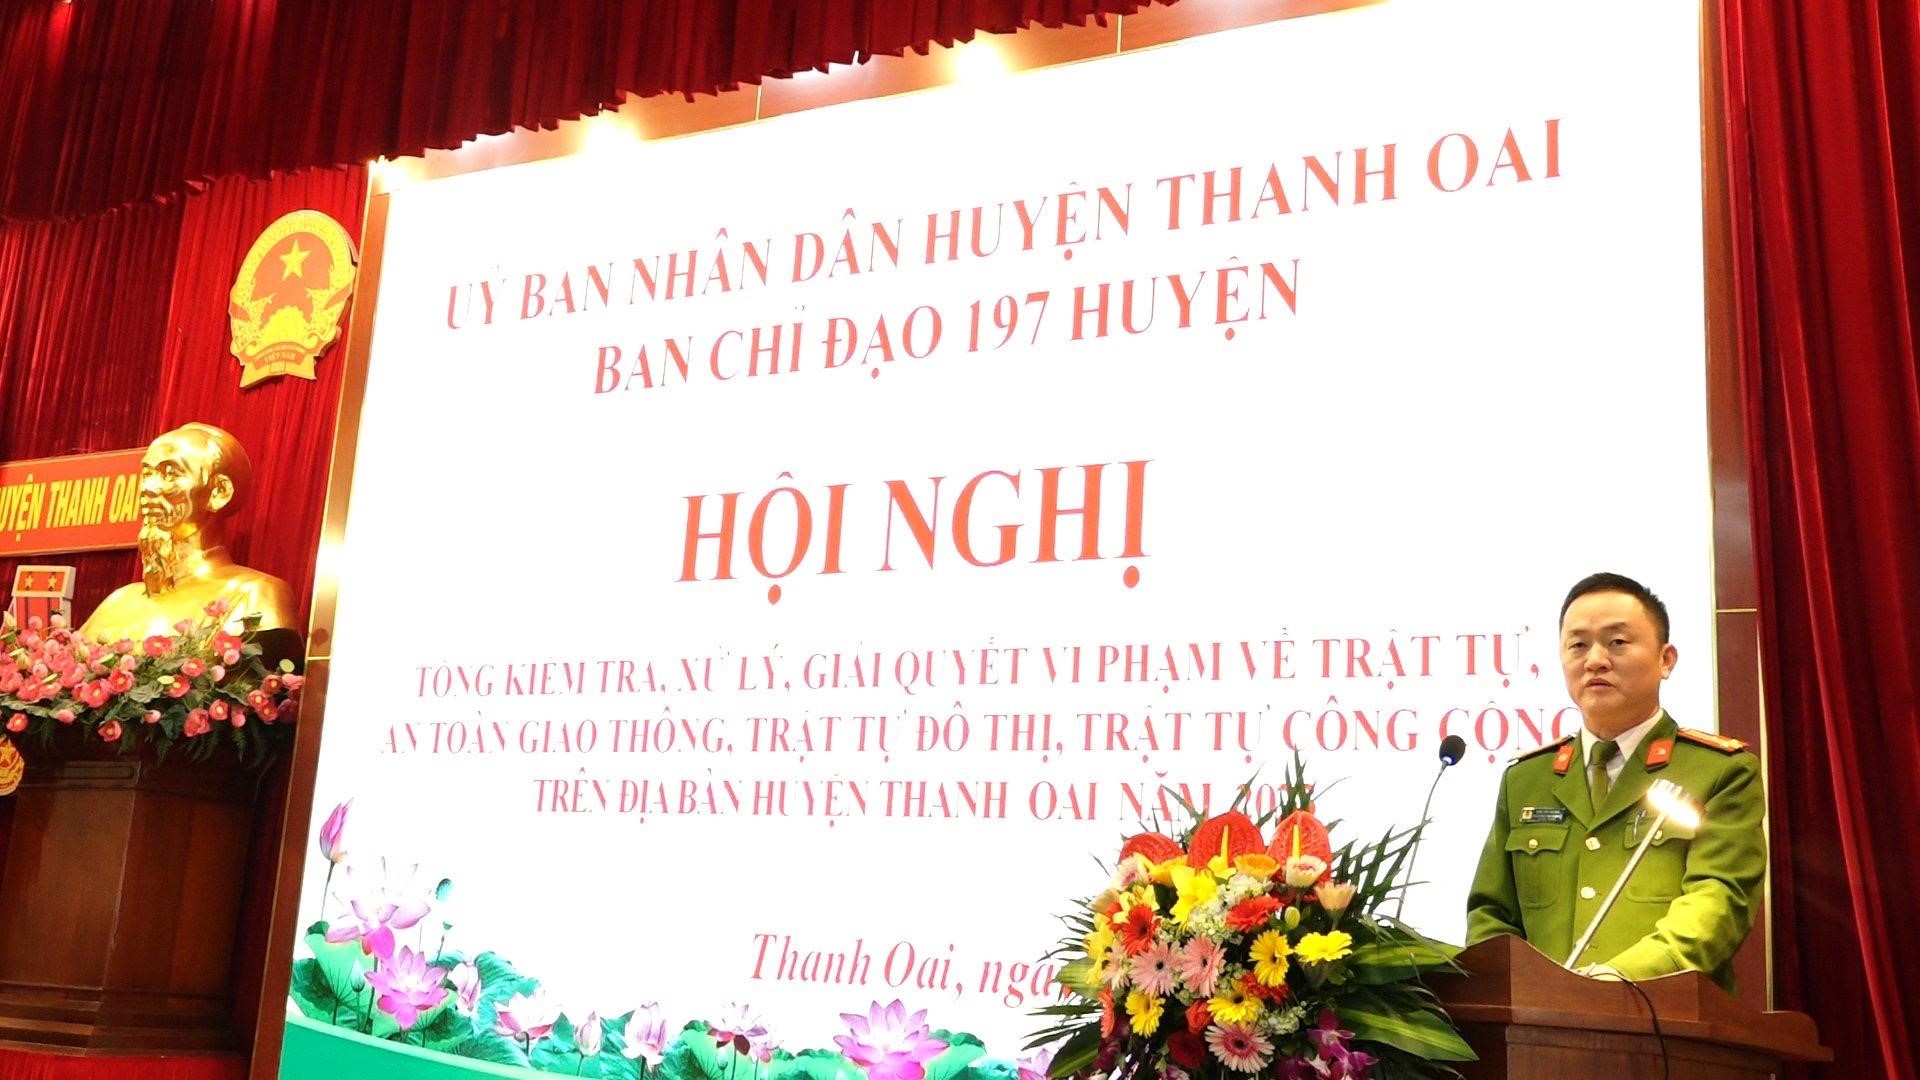 UỶ BAN NHÂN DÂN HUYỆN THANH OAI
BAN CHỈ ĐẠO 197 HUYỆN
HỘI NGHỊ
TỔNG KIỂM TRA, XỬ LÝ, GIẢI QUYẾT VI PHẠM VỀ TRẬT TỰ,
AN TOÀN GIAO THÔNG, TRẬT TỰ ĐÔ THỊ, TRẬT TỰ CÔNG CỘNG
TRÊN ĐỊA BÀN HUYỆN THANH OAI NĂM
Thanh Oai,
THANH OAI
VIỆT NAM